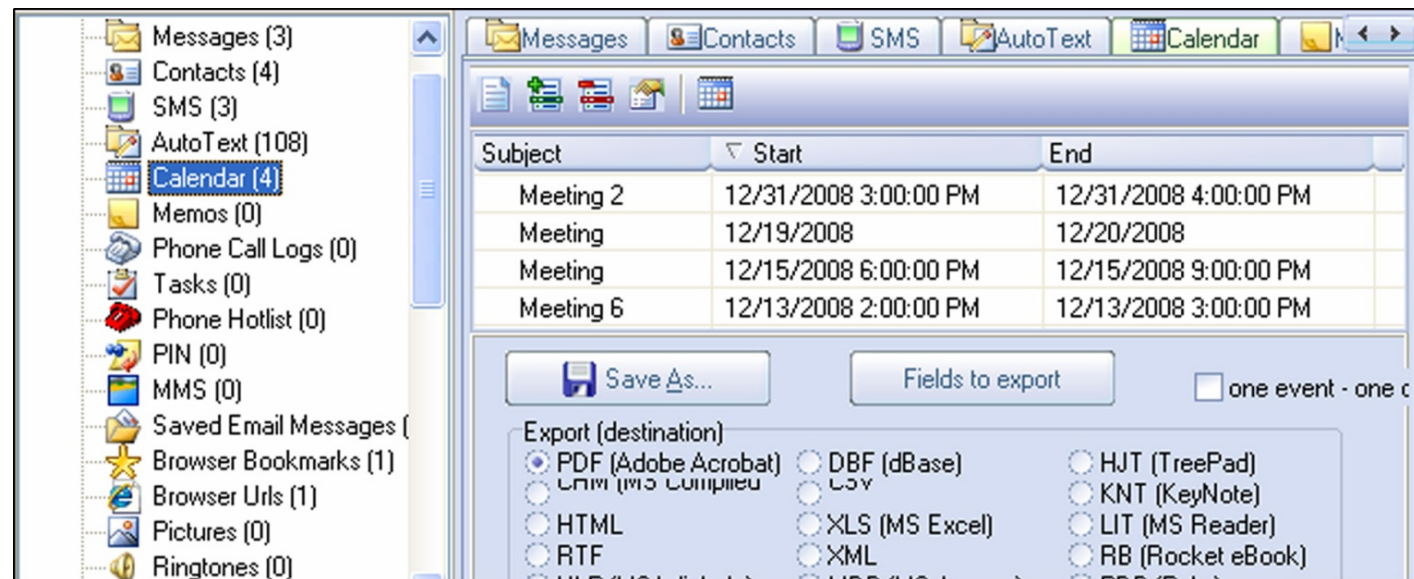 Messages (3)
Contacts (4)
SMS (3)
AutoText (108)
Calendar (4)
Memos (0)
Phone Call Logs (0)
Tasks (0)
Phone Hotlist (0)
PIN (0)
MMS (0)
Saved Email Messages (
Browser Bookmarks (1)
Browser Urls (1)
Pictures (0)
Ringtones (0)
Messages Contacts SMS AutoText Calendar
Subject Start End
Meeting 2 12/31/2008 3:00:00 PM 12/31/2008 4:00:00 PM
Meeting 12/19/2008 12/20/2008
Meeting 12/15/2008 6:00:00 PM 12/15/2008 9:00:00 PM
Meeting 6 12/13/2008 2:00:00 PM 12/13/2008 3:00:00 PM
Save As... Fields to export one event - one
Export (destination)
PDF (Adobe Acrobat) DBF (dBase) HJT (TreePad)
CHM (MS Compiled CSV KNT (KeyNote)
HTML XLS (MS Excel) LIT (MS Reader)
RTF XML RB (Rocket eBook)